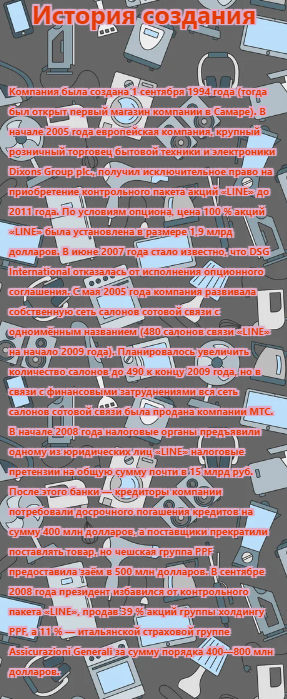 История создания
Компания была создана 1 сентября 1994 года (тогда
был открыт первый магазин компании в Самаре). В
начале 2005 года европейская компания, крупный
розничный торговец бытовой техники и электроники
Dixons Group plc., получил исключительное право на
приобретение контрольного пакета акций «LINE» до
2011 года. По условиям опциона, цена 100 % акций
«LINE» была установлена в размере 1,9 млрд
долларов. В июне 2007 года стало известно, что DSG
International отказалась от исполнения опционного
соглашения. С мая 2005 года компания развивала
собственную сеть салонов сотовой связи с
одноимённым названием (480 салонов связи «LINE»
на начало 2009 года). Планировалось увеличить
количество салонов до 490 к концу 2009 года, но в
связи с финансовыми затруднениями вся сеть
салонов сотовой связи была продана компании МТС.
В начале 2008 года налоговые органы предъявили
одному из юридических лиц «LINE» налоговые
претензии на общую сумму почти в 15 млрд руб.
После этого банки — кредиторы компании
потребовали досрочного погашения кредитов на
сумму 400 млн долларов, а поставщики прекратили
поставлять товар, но чешская группа PPF
предоставила заём в 500 млн долларов. В сентябре
2008 года президент избавился от контрольного
пакета «LINE», продав 39 % акций группы холдингу
PPF, а 11 % — итальянской страховой группе
Assicurazioni Generali за сумму порядка 400—800 млн
долларов.